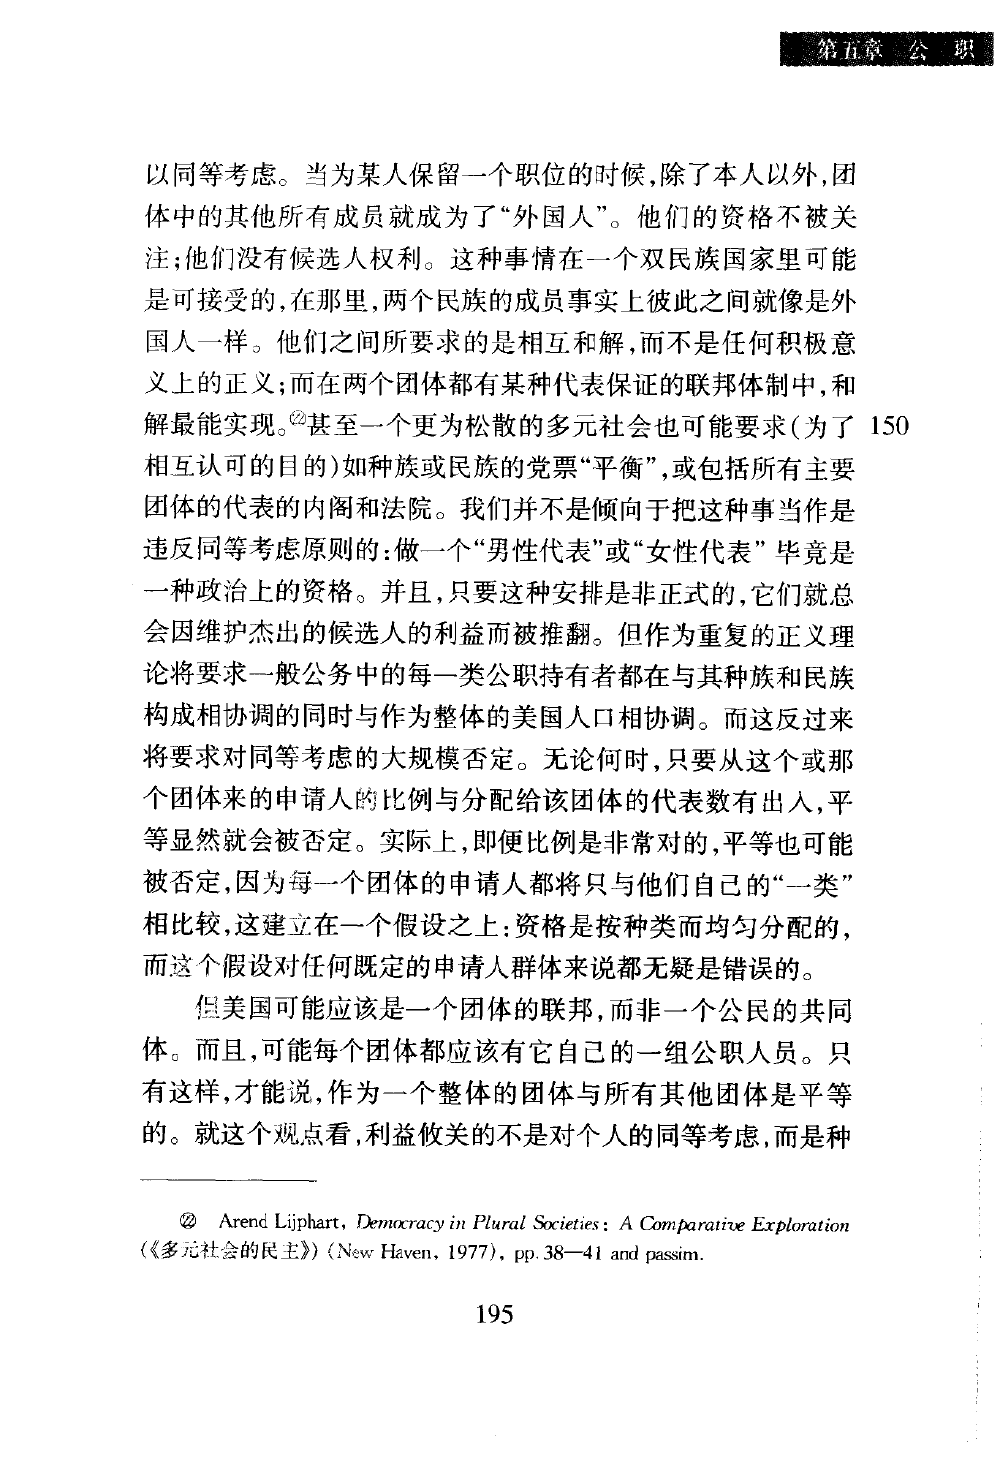 第五章 公 职
以同等考虑。当为某人保留一个职位的时候,除了本人以外,团
体中的其他所有成员就成为了“外国人”。他们的资格不被关
注;他们没有候选人权利。这种事情在一个双民族国家里可能
是可接受的,在那里,两个民族的成员事实上彼此之间就像是外
国人一样。他们之间所要求的是相互和解,而不是任何积极意
义上的正义;而在两个团体都有某种代表保证的联邦体制中,和
解最能实现。㉒甚至一个更为松散的多元社会也可能要求(为了 150
相互认可的目的)如种族或民族的党票“平衡”,或包括所有主要
团体的代表的内阁和法院。我们并不是倾向于把这种事当作是
违反同等考虑原则的:做一个“男性代表”或“女性代表” 毕竟是
一种政治上的资格。并且,只要这种安排是非正式的,它们就总
会因维护杰出的候选人的利益而被推翻。但作为重复的正义理
论将要求一般公务中的每一类公职持有者都在与其种族和民族
构成相协调的同时与作为整体的美国人口相协调。而这反过来
将要求对同等考虑的大规模否定。无论何时,只要从这个或那
个团体来的申请人的比例与分配给该团体的代表数有出入,平
等显然就会被否定。实际上,即便比例是非常对的,平等也可能
被否定,因为每一个团体的申请人都将只与他们自己的“一类”
相比较,这建立在一个假设之上:资格是按种类而均匀分配的,
而这个假设对任何既定的申请人群体来说都无疑是错误的。
但美国可能应该是一个团体的联邦,而非一个公民的共同
体。而且,可能每个团体都应该有它自己的一组公职人员。只
有这样,才能说,作为一个整体的团体与所有其他团体是平等
的。就这个观点看,利益攸关的不是对个人的同等考虑,而是种
㉒ Arend Lijphart, Democracy in Plural Societies: A Comparative Exploration
(《多元社会的民主》) (New Haven, 1977), pp. 38—41 and passim.
195